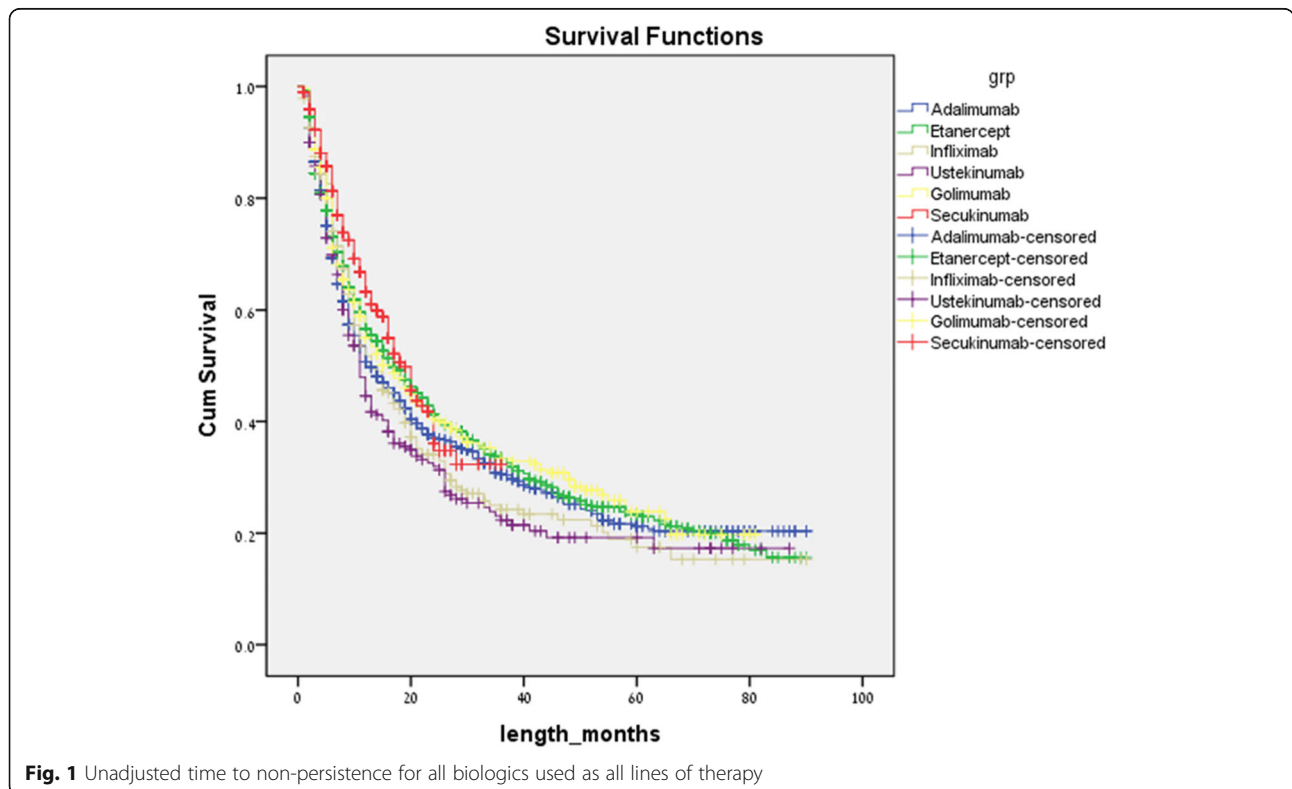 Survival Functions
1.0
0.8
0.6
0.4
0.2
0.0
Cum Survival
0 20 40 60 80 100
length_months
grp
Adalimumab
Etanercept
Infliximab
Ustekinumab
Golimumab
Secukinumab
Adalimumab-censored
Etanercept-censored
Infliximab-censored
Ustekinumab-censored
Golimumab-censored
Secukinumab-censored
Fig. 1 Unadjusted time to non-persistence for all biologics used as all lines of therapy